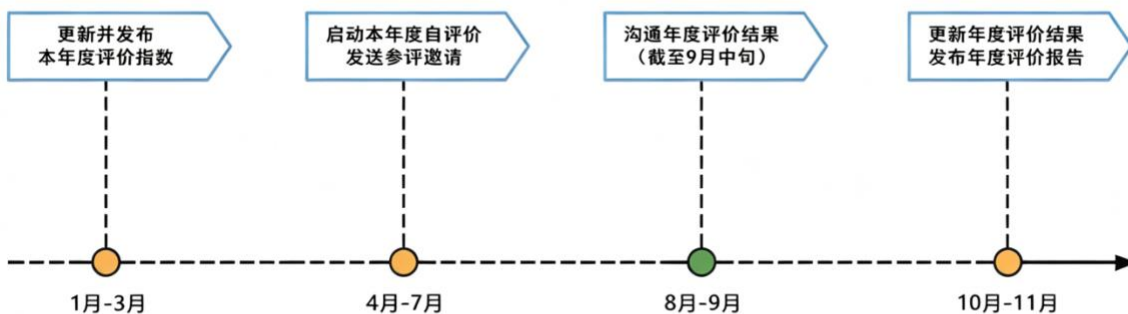 更新并发布
本年度评价指数
启动本年度自评价
发送参评邀请
沟通年度评价结果
（截至9月中旬）
更新年度评价结果
发布年度评价报告
1月-3月
4月-7月
8月-9月
10月-11月